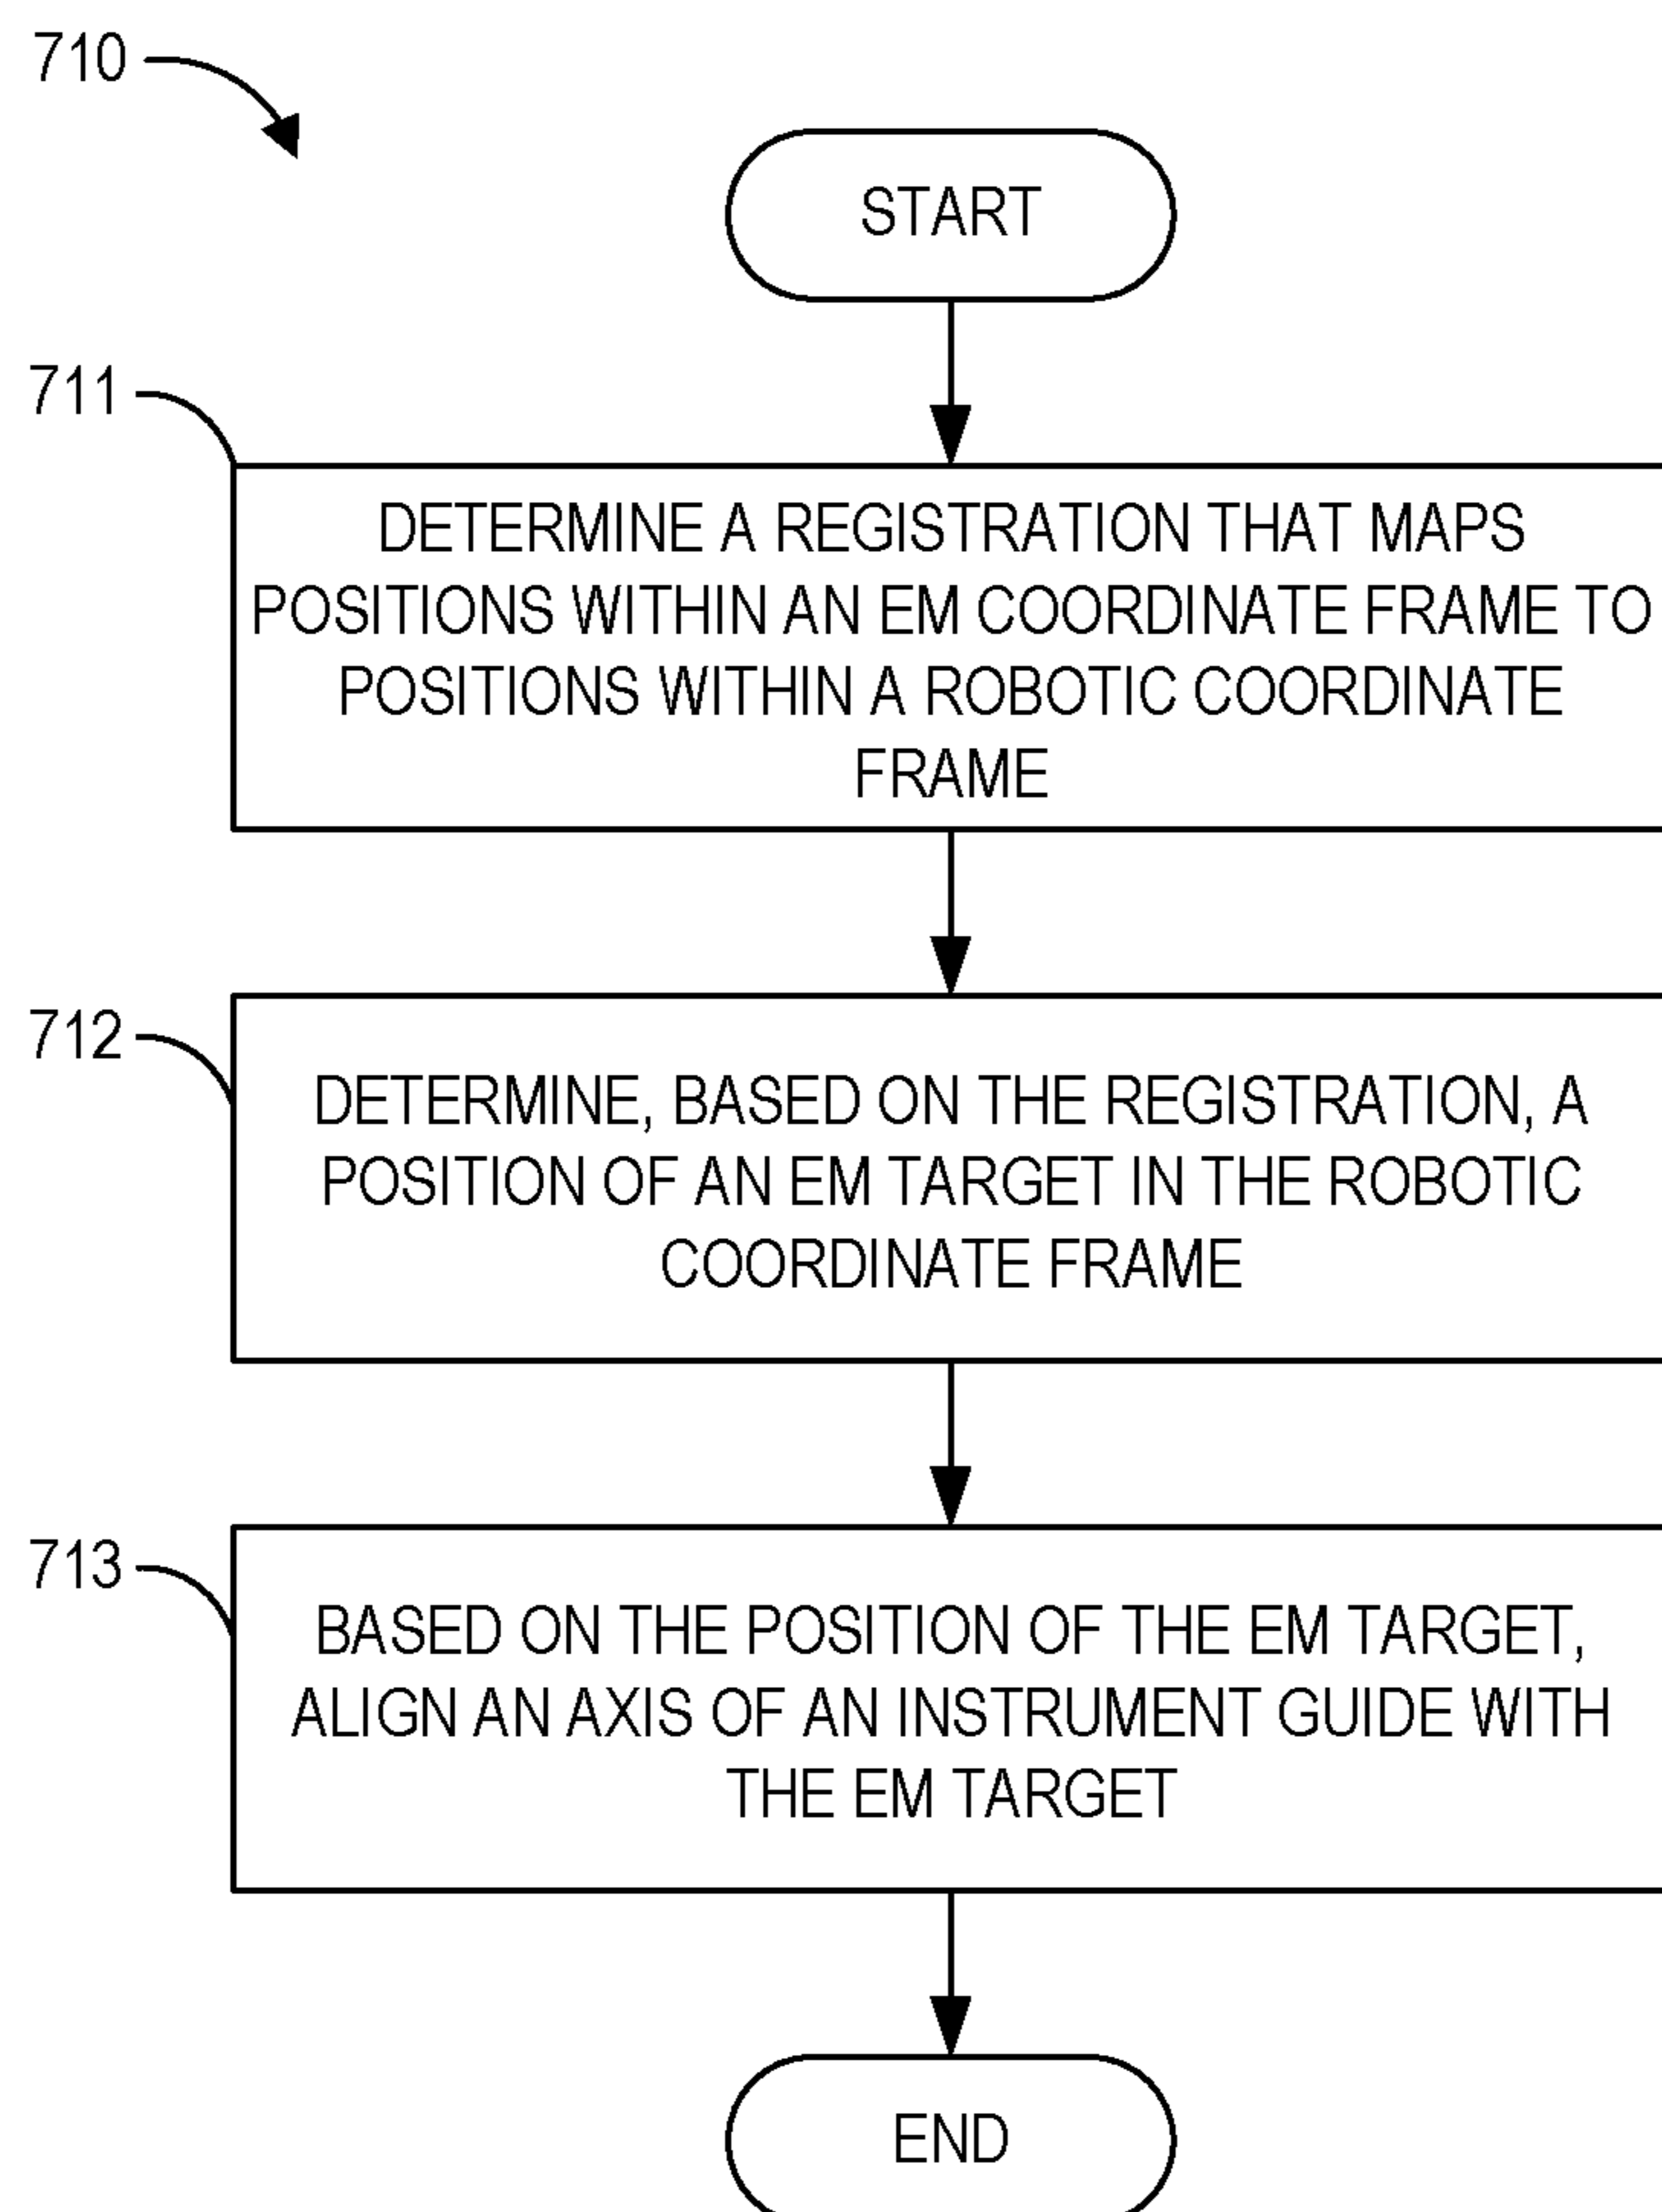 710
START
711
DETERMINE A REGISTRATION THAT MAPS
POSITIONS WITHIN AN EM COORDINATE FRAME TO
POSITIONS WITHIN A ROBOTIC COORDINATE
FRAME
712
DETERMINE, BASED ON THE REGISTRATION, A
POSITION OF AN EM TARGET IN THE ROBOTIC
COORDINATE FRAME
713
BASED ON THE POSITION OF THE EM TARGET,
ALIGN AN AXIS OF AN INSTRUMENT GUIDE WITH
THE EM TARGET
END